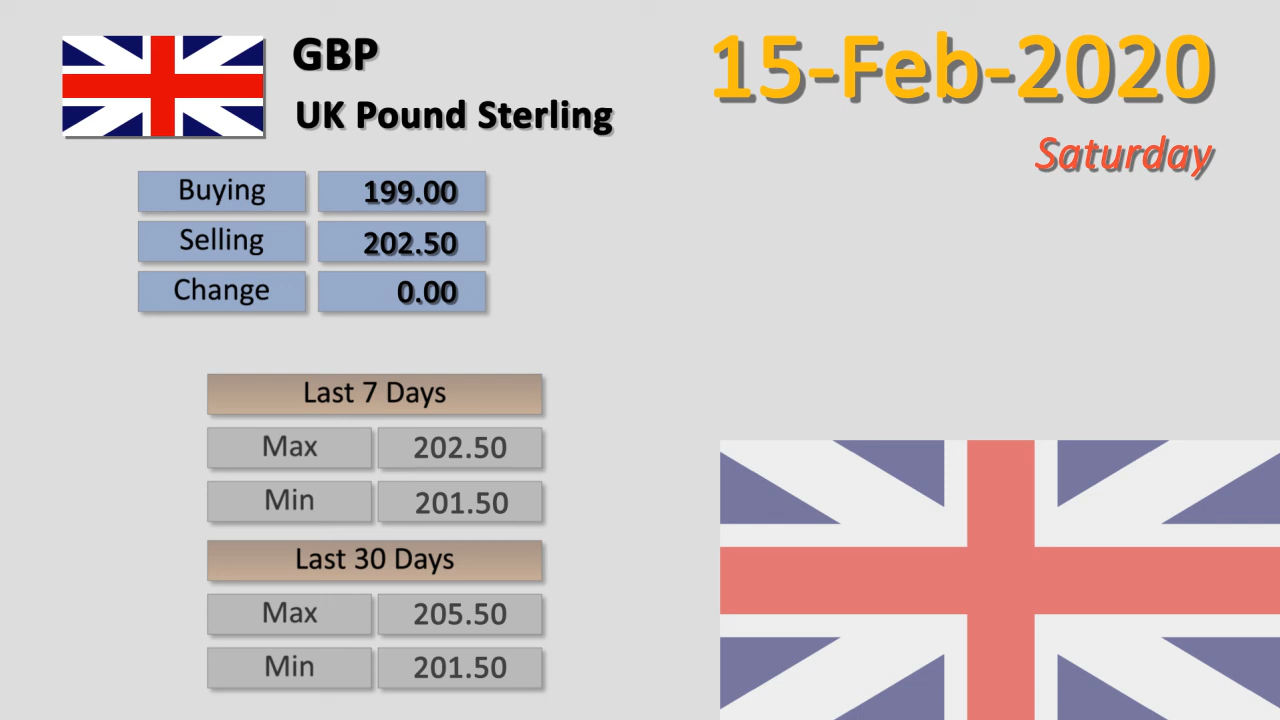 GBP
UK Pound Sterling
15-Feb-2020
Saturday
Buying 199.00
Selling 202.50
Change 0.00
Last 7 Days
Max 202.50
Min 201.50
Last 30 Days
Max 205.50
Min 201.50